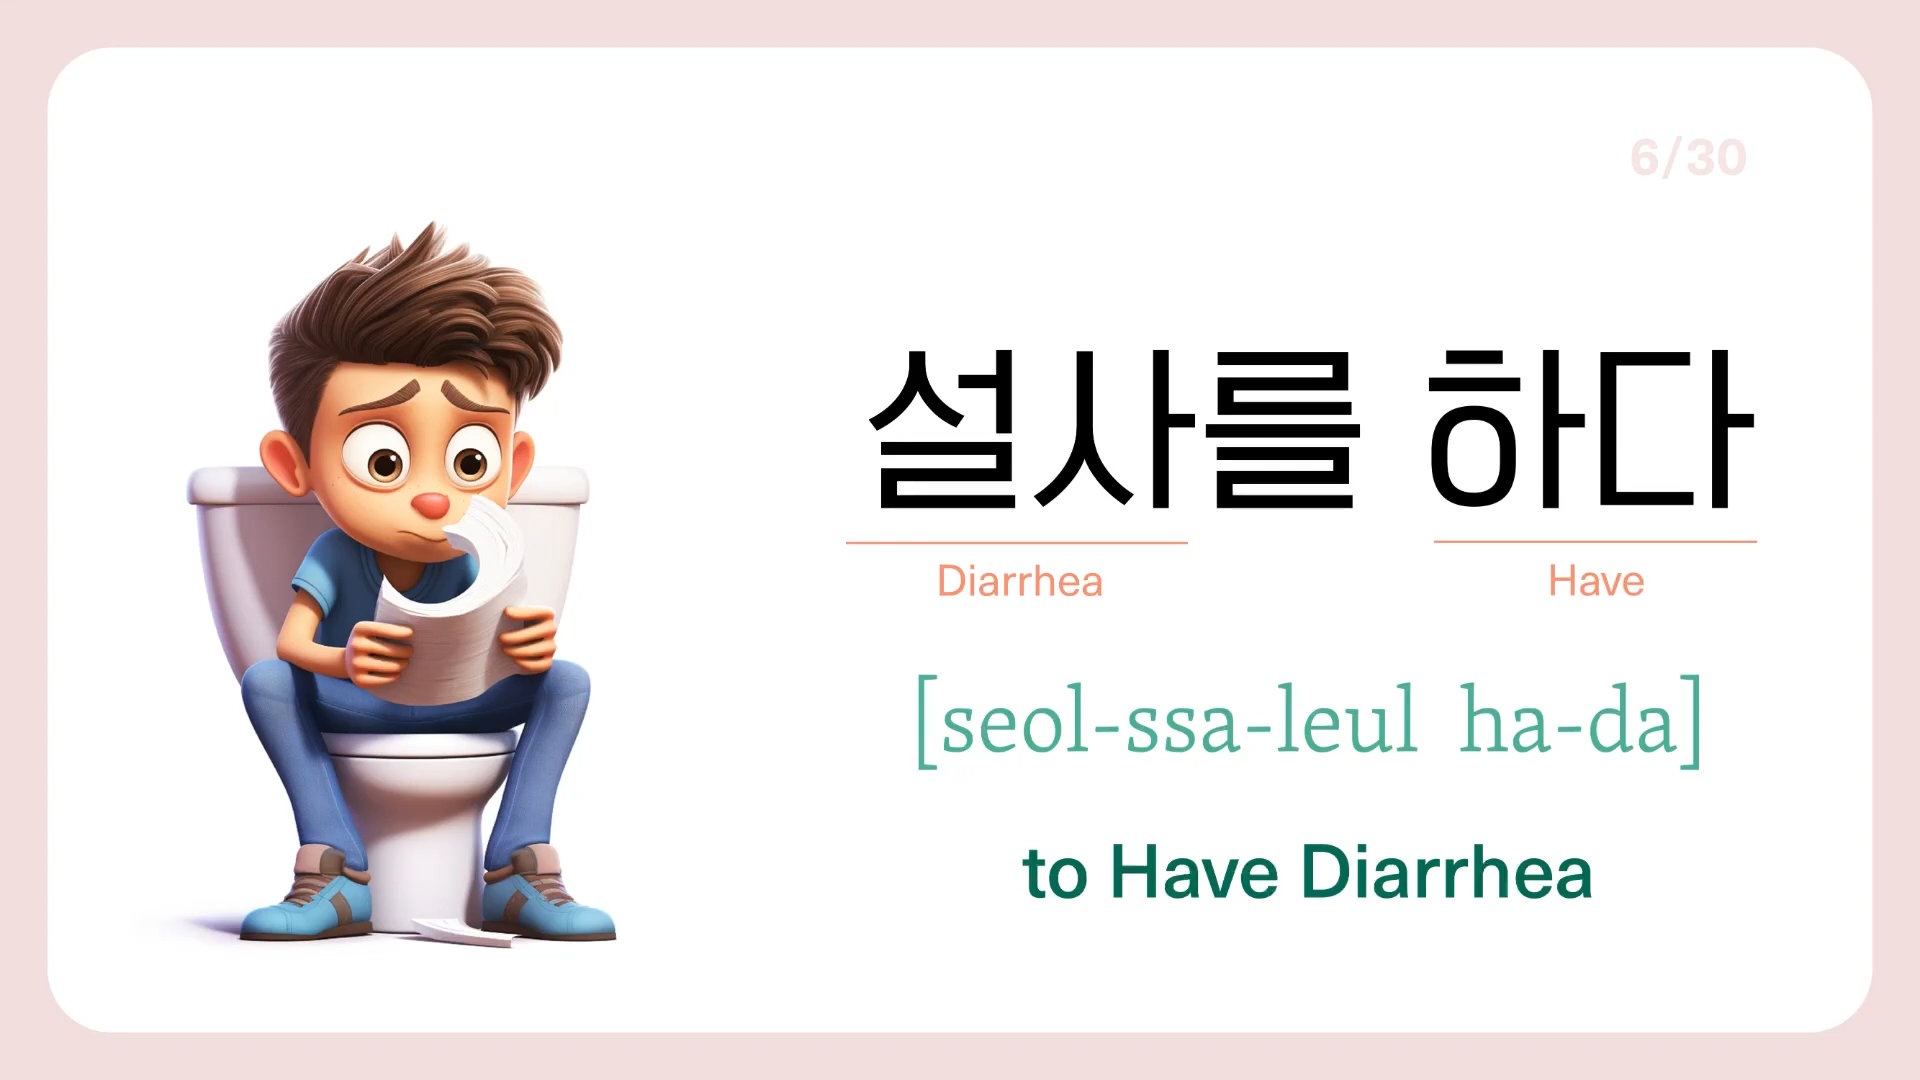 6/30
설사를 하다
Diarrhea Have
[seol-ssa-leul ha-da]
to Have Diarrhea